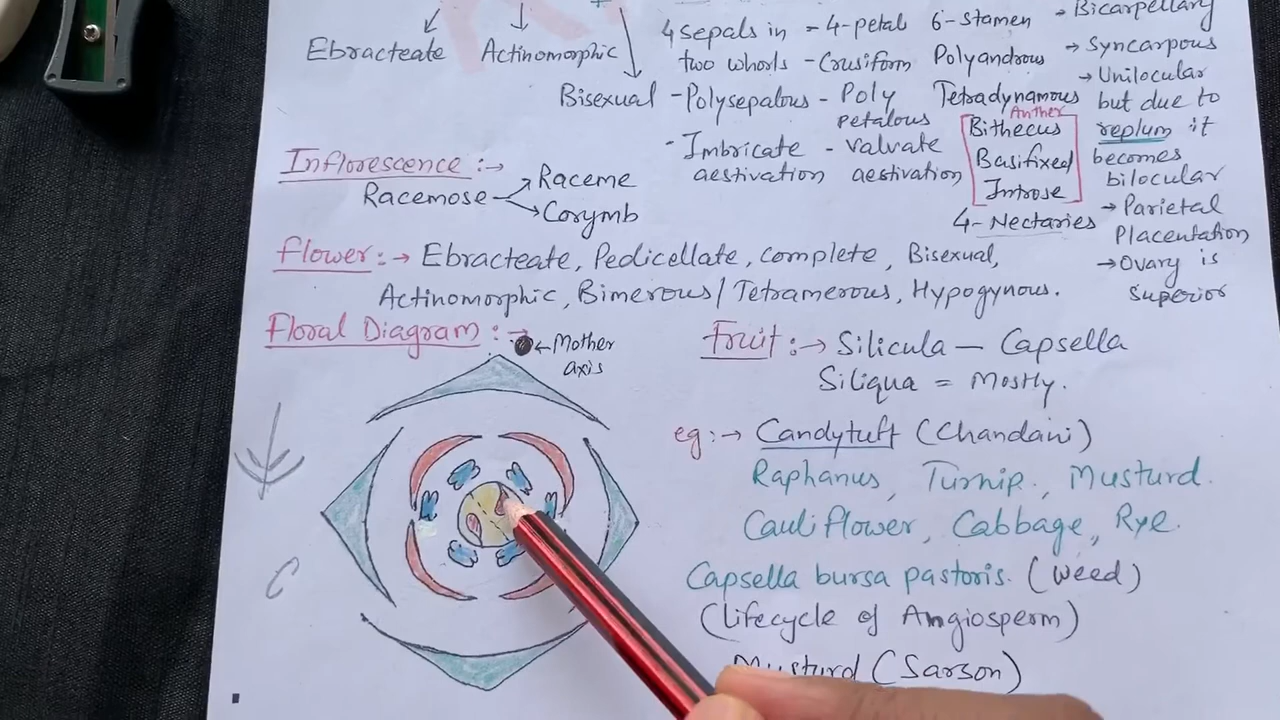 Ebracteate Actinomorphic
Bisexual
4 sepals in
two whorls
- Polysepalous
- Imbricate
aestivation
= 4-petal
- Crusiform
- Poly
petalous
- valvate
aestivation
6-stamen
Polyandrous
Tetradynamous
Anther
Bithecus
Basifixed
Introse
4-Nectaries
→ Bicarpellary
→ Syncarpous
→ Unilocular
but due to
replum it
becomes
bilocular
→ Parietal
Placentation
→ Ovary is
superior
Inflorescence :→
Racemose → Raceme
→ Corymb
flower :→ Ebracteate, Pedicellate, complete, Bisexual,
Actinomorphic, Bimerous/Tetramerous, Hypogynous.
Floral Diagram :→
← Mother
axis
C
Fruit :→ Silicula — Capsella
Siliqua = Mostly.
eg :→ Candytuft (Chandani)
Raphanus, Turnip, Musturd.
Cauliflower, Cabbage, Rye.
Capsella bursa pastoris. (weed)
(lifecycle of Angiosperm)
Musturd (Sarson)